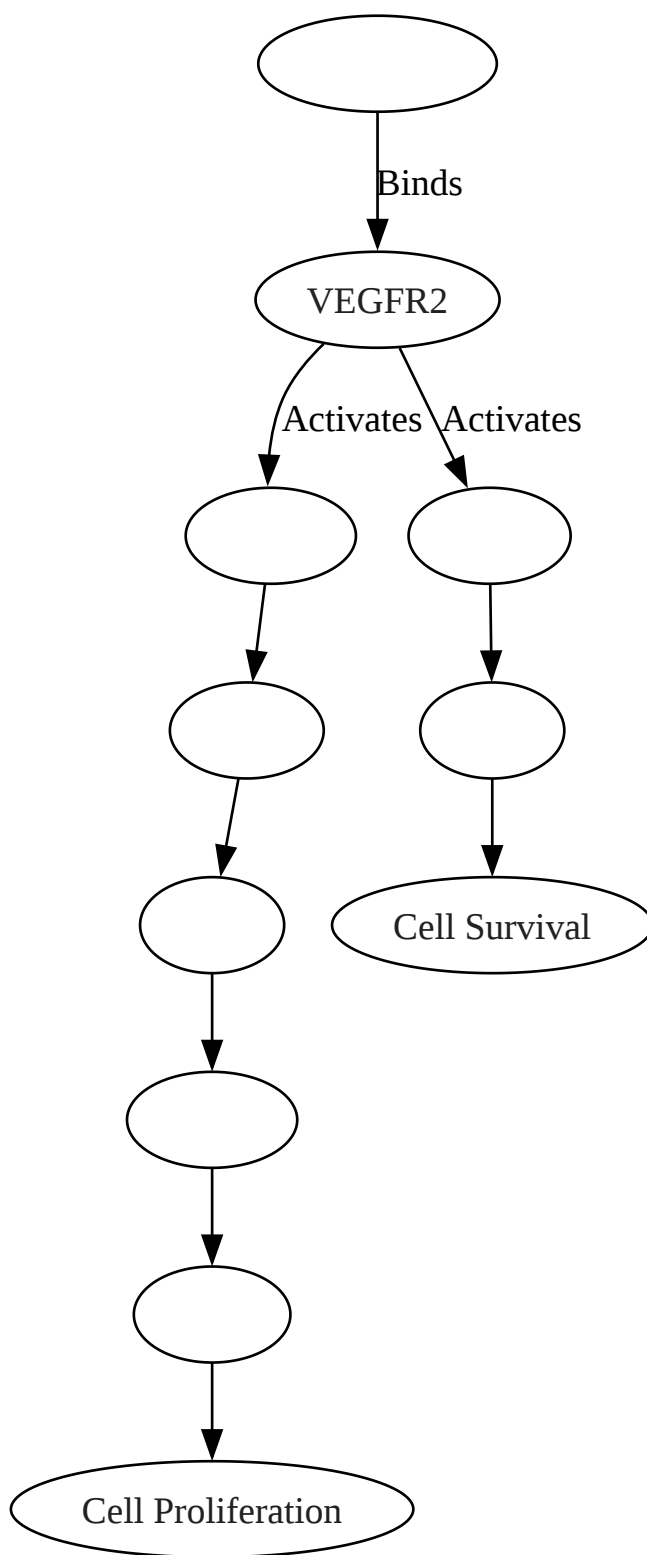 Binds
VEGFR2
Activates
Activates
Cell Survival
Cell Proliferation